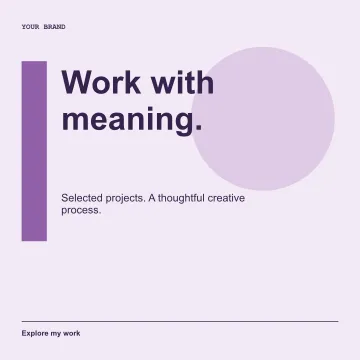 YOUR BRAND
Work with
meaning.
Selected projects. A thoughtful creative
process.
Explore my work